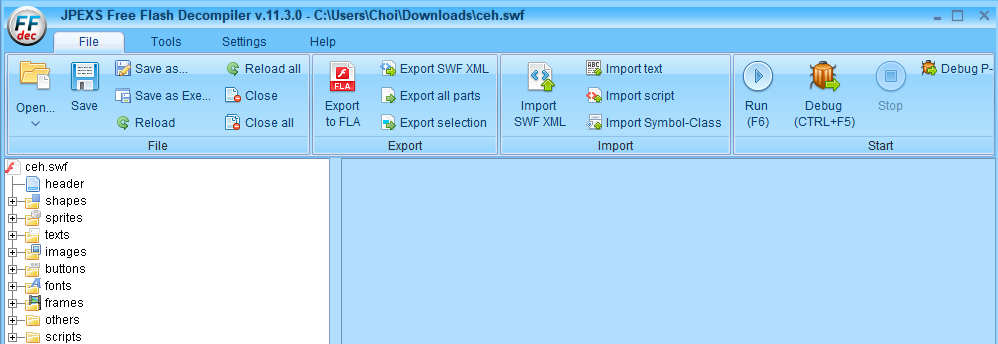 FF
dec
JPEXS Free Flash Decompiler v.11.3.0 - C:\Users\Choi\Downloads\ceh.swf
File Tools Settings Help
Open...
Save
Save as...
Save as Exe...
Reload
Reload all
Close
Close all
File
FLA
Export
to FLA
Export SWF XML
Export all parts
Export selection
Export
Import
SWF XML
ABC
Import text
Import script
Import Symbol-Class
Import
Run
(F6)
Debug
(CTRL+F5)
Stop
Debug P-
Start
ceh.swf
header
shapes
sprites
texts
images
buttons
fonts
frames
others
scripts